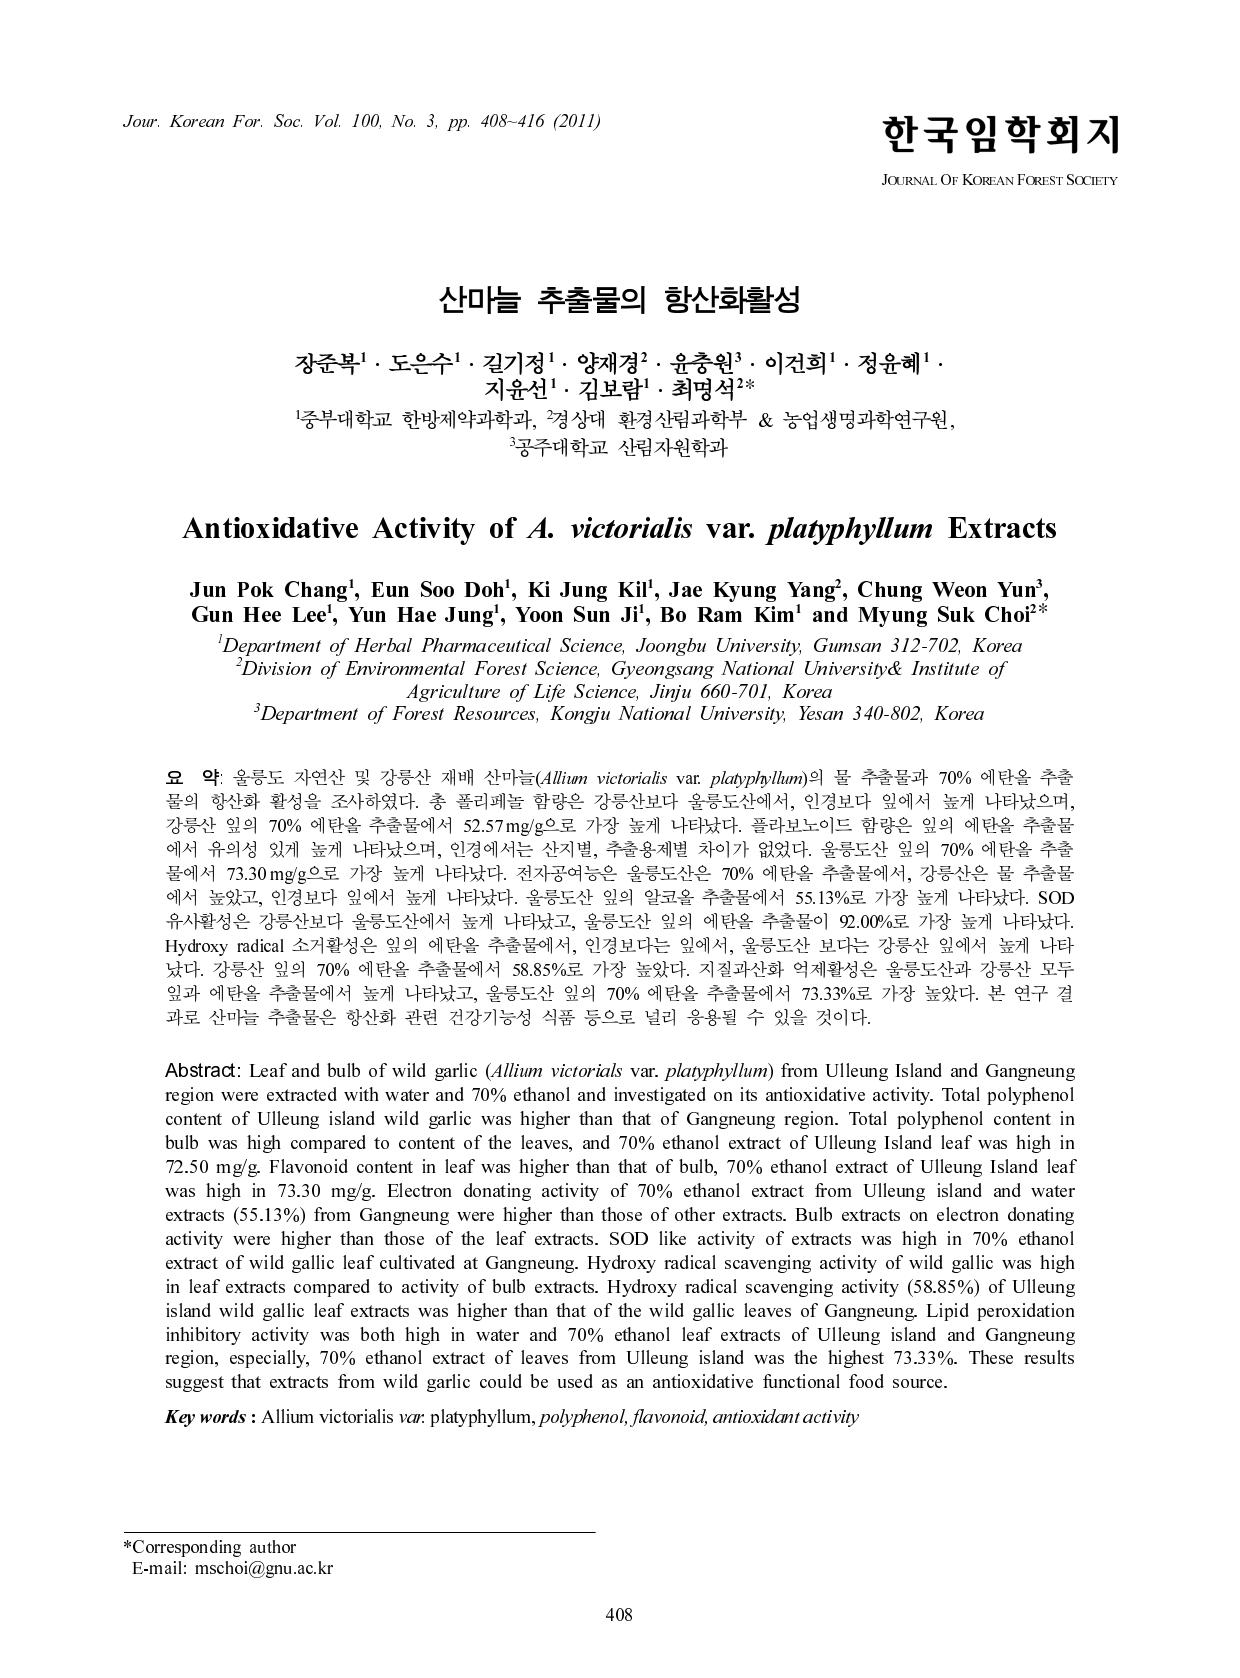 Jour. Korean For. Soc. Vol. 100, No. 3, pp. 408~416 (2011)
한국임학회지
JOURNAL OF KOREAN FOREST SOCIETY
산마늘 추출물의 항산화활성
장준복1 · 도은수1 · 길기정1 · 양재경2 · 윤충원3 · 이건희1 · 정윤혜1 ·
지윤선1 · 김보람1 · 최명석2*
1중부대학교 한방제약과학과, 2경상대 환경산림과학부 & 농업생명과학연구원,
3공주대학교 산림자원학과
Antioxidative Activity of A. victorialis var. platyphyllum Extracts
Jun Pok Chang1, Eun Soo Doh1, Ki Jung Kil1, Jae Kyung Yang2, Chung Weon Yun3,
Gun Hee Lee1, Yun Hae Jung1, Yoon Sun Ji1, Bo Ram Kim1 and Myung Suk Choi2*
1Department of Herbal Pharmaceutical Science, Joongbu University, Gumsan 312-702, Korea
2Division of Environmental Forest Science, Gyeongsang National University& Institute of
Agriculture of Life Science, Jinju 660-701, Korea
3Department of Forest Resources, Kongju National University, Yesan 340-802, Korea
요 약: 울릉도 자연산 및 강릉산 재배 산마늘(Allium victorialis var. platyphyllum)의 물 추출물과 70% 에탄올 추출
물의 항산화 활성을 조사하였다. 총 폴리페놀 함량은 강릉산보다 울릉도산에서, 인경보다 잎에서 높게 나타났으며,
강릉산 잎의 70% 에탄올 추출물에서 52.57 mg/g으로 가장 높게 나타났다. 플라보노이드 함량은 잎의 에탄올 추출물
에서 유의성 있게 높게 나타났으며, 인경에서는 산지별, 추출용제별 차이가 없었다. 울릉도산 잎의 70% 에탄올 추출
물에서 73.30 mg/g으로 가장 높게 나타났다. 전자공여능은 울릉도산은 70% 에탄올 추출물에서, 강릉산은 물 추출물
에서 높았고, 인경보다 잎에서 높게 나타났다. 울릉도산 잎의 알코올 추출물에서 55.13%로 가장 높게 나타났다. SOD
유사활성은 강릉산보다 울릉도산에서 높게 나타났고, 울릉도산 잎의 에탄올 추출물이 92.00%로 가장 높게 나타났다.
Hydroxy radical 소거활성은 잎의 에탄올 추출물에서, 인경보다는 잎에서, 울릉도산 보다는 강릉산 잎에서 높게 나타
났다. 강릉산 잎의 70% 에탄올 추출물에서 58.85%로 가장 높았다. 지질과산화 억제활성은 울릉도산과 강릉산 모두
잎과 에탄올 추출물에서 높게 나타났고, 울릉도산 잎의 70% 에탄올 추출물에서 73.33%로 가장 높았다. 본 연구 결
과로 산마늘 추출물은 항산화 관련 건강기능성 식품 등으로 널리 응용될 수 있을 것이다.
Abstract: Leaf and bulb of wild garlic (Allium victorials var. platyphyllum) from Ulleung Island and Gangneung
region were extracted with water and 70% ethanol and investigated on its antioxidative activity. Total polyphenol
content of Ulleung island wild garlic was higher than that of Gangneung region. Total polyphenol content in
bulb was high compared to content of the leaves, and 70% ethanol extract of Ulleung Island leaf was high in
72.50 mg/g. Flavonoid content in leaf was higher than that of bulb, 70% ethanol extract of Ulleung Island leaf
was high in 73.30 mg/g. Electron donating activity of 70% ethanol extract from Ulleung island and water
extracts (55.13%) from Gangneung were higher than those of other extracts. Bulb extracts on electron donating
activity were higher than those of the leaf extracts. SOD like activity of extracts was high in 70% ethanol
extract of wild gallic leaf cultivated at Gangneung. Hydroxy radical scavenging activity of wild gallic was high
in leaf extracts compared to activity of bulb extracts. Hydroxy radical scavenging activity (58.85%) of Ulleung
island wild gallic leaf extracts was higher than that of the wild gallic leaves of Gangneung. Lipid peroxidation
inhibitory activity was both high in water and 70% ethanol leaf extracts of Ulleung island and Gangneung
region, especially, 70% ethanol extract of leaves from Ulleung island was the highest 73.33%. These results
suggest that extracts from wild garlic could be used as an antioxidative functional food source.
Key words : Allium victorialis var. platyphyllum, polyphenol, flavonoid, antioxidant activity
*Corresponding author
E-mail: mschoi@gnu.ac.kr
408